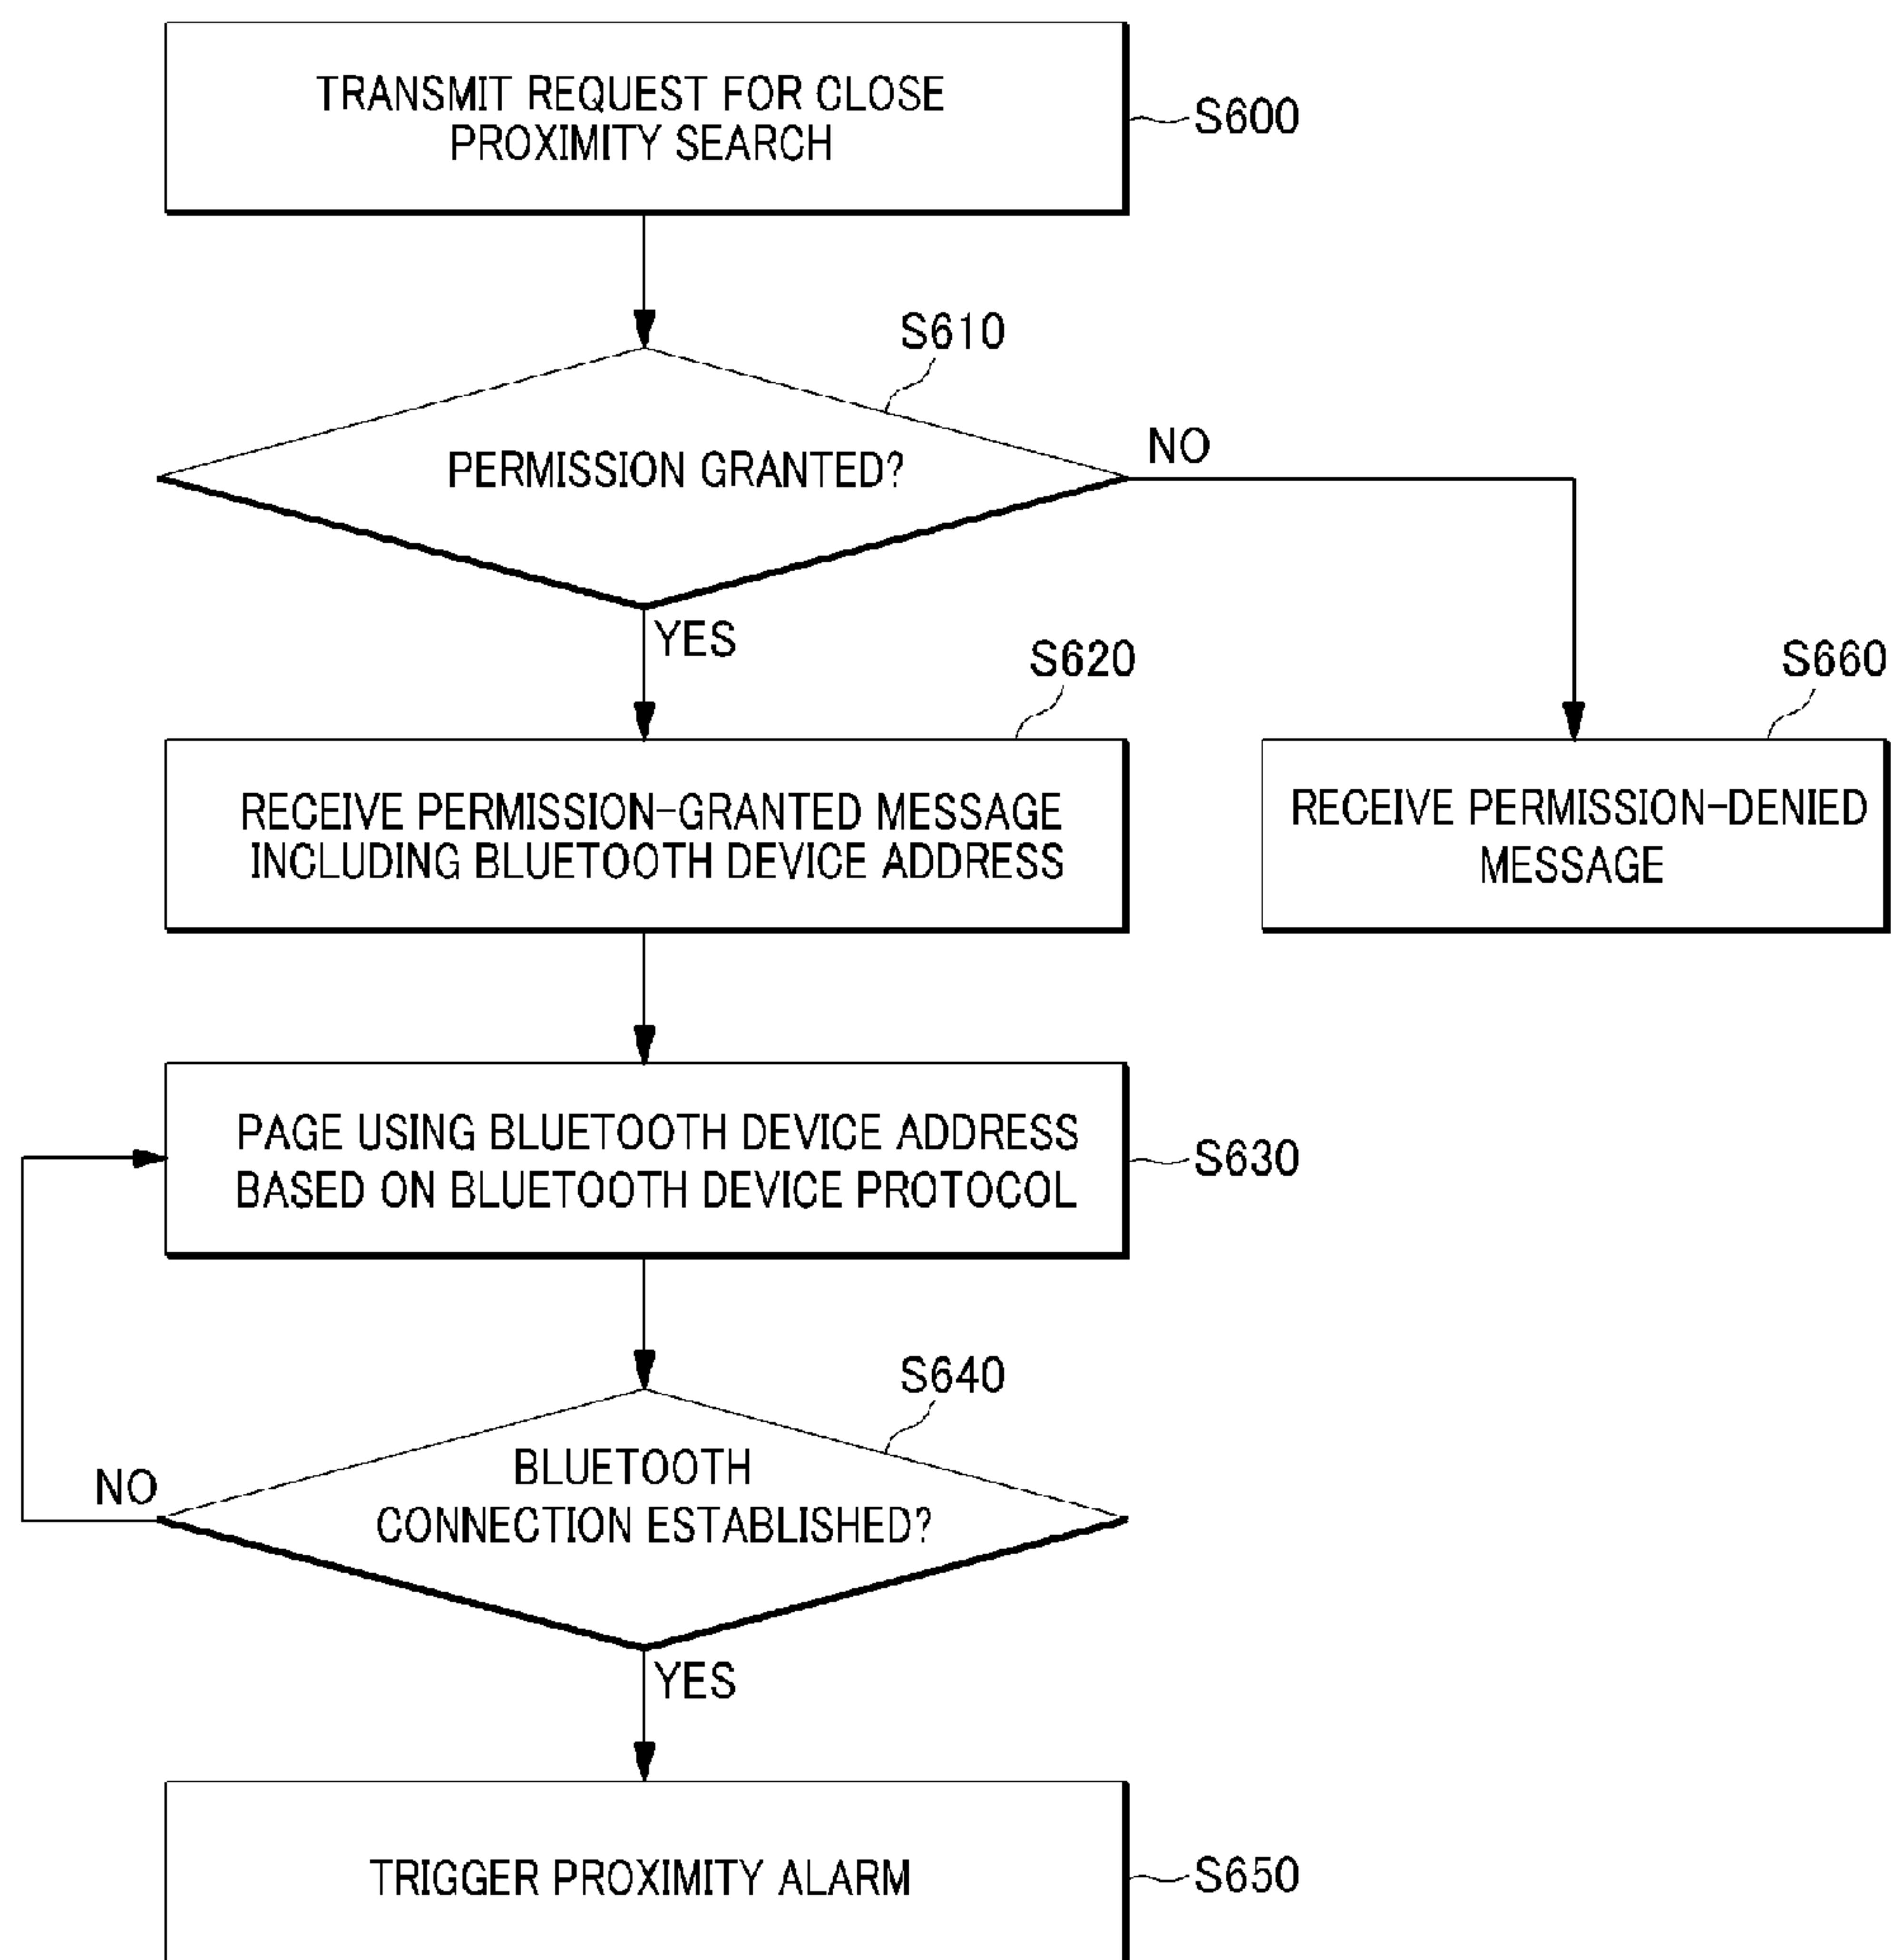 TRANSMIT REQUEST FOR CLOSE
PROXIMITY SEARCH
S600
S610
PERMISSION GRANTED?
NO
YES
S620
S660
RECEIVE PERMISSION-GRANTED MESSAGE
INCLUDING BLUETOOTH DEVICE ADDRESS
RECEIVE PERMISSION-DENIED
MESSAGE
PAGE USING BLUETOOTH DEVICE ADDRESS
BASED ON BLUETOOTH DEVICE PROTOCOL
S630
S640
BLUETOOTH
CONNECTION ESTABLISHED?
NO
YES
TRIGGER PROXIMITY ALARM
S650